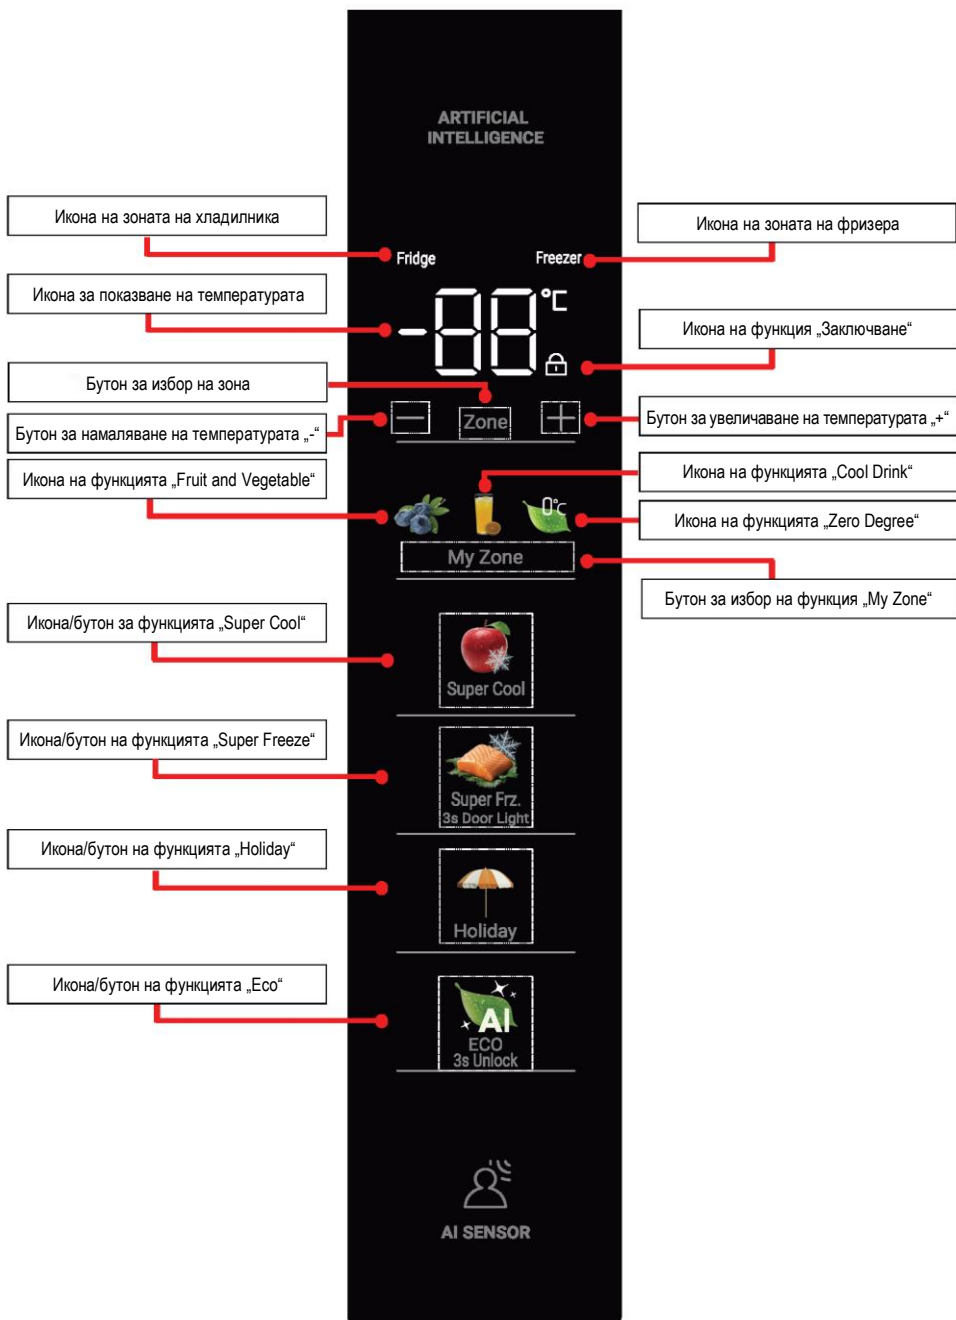 ARTIFICIAL
INTELLIGENCE
Икона на зоната на хладилника
Икона на зоната на фризера
Fridge
Freezer
Икона за показване на температурата
-88°C
Икона на функция „Заключване“
Бутон за избор на зона
Бутон за намаляване на температурата „-“
— Zone +
Бутон за увеличаване на температурата „+“
Икона на функцията „Fruit and Vegetable“
Икона на функцията „Cool Drink“
0°C
Икона на функцията „Zero Degree“
My Zone
Бутон за избор на функция „My Zone“
Икона/бутон за функцията „Super Cool“
Super Cool
Икона/бутон на функцията „Super Freeze“
Super Frz.
3s Door Light
Икона/бутон на функцията „Holiday“
Holiday
Икона/бутон на функцията „Eco“
AI
ECO
3s Unlock
AI SENSOR